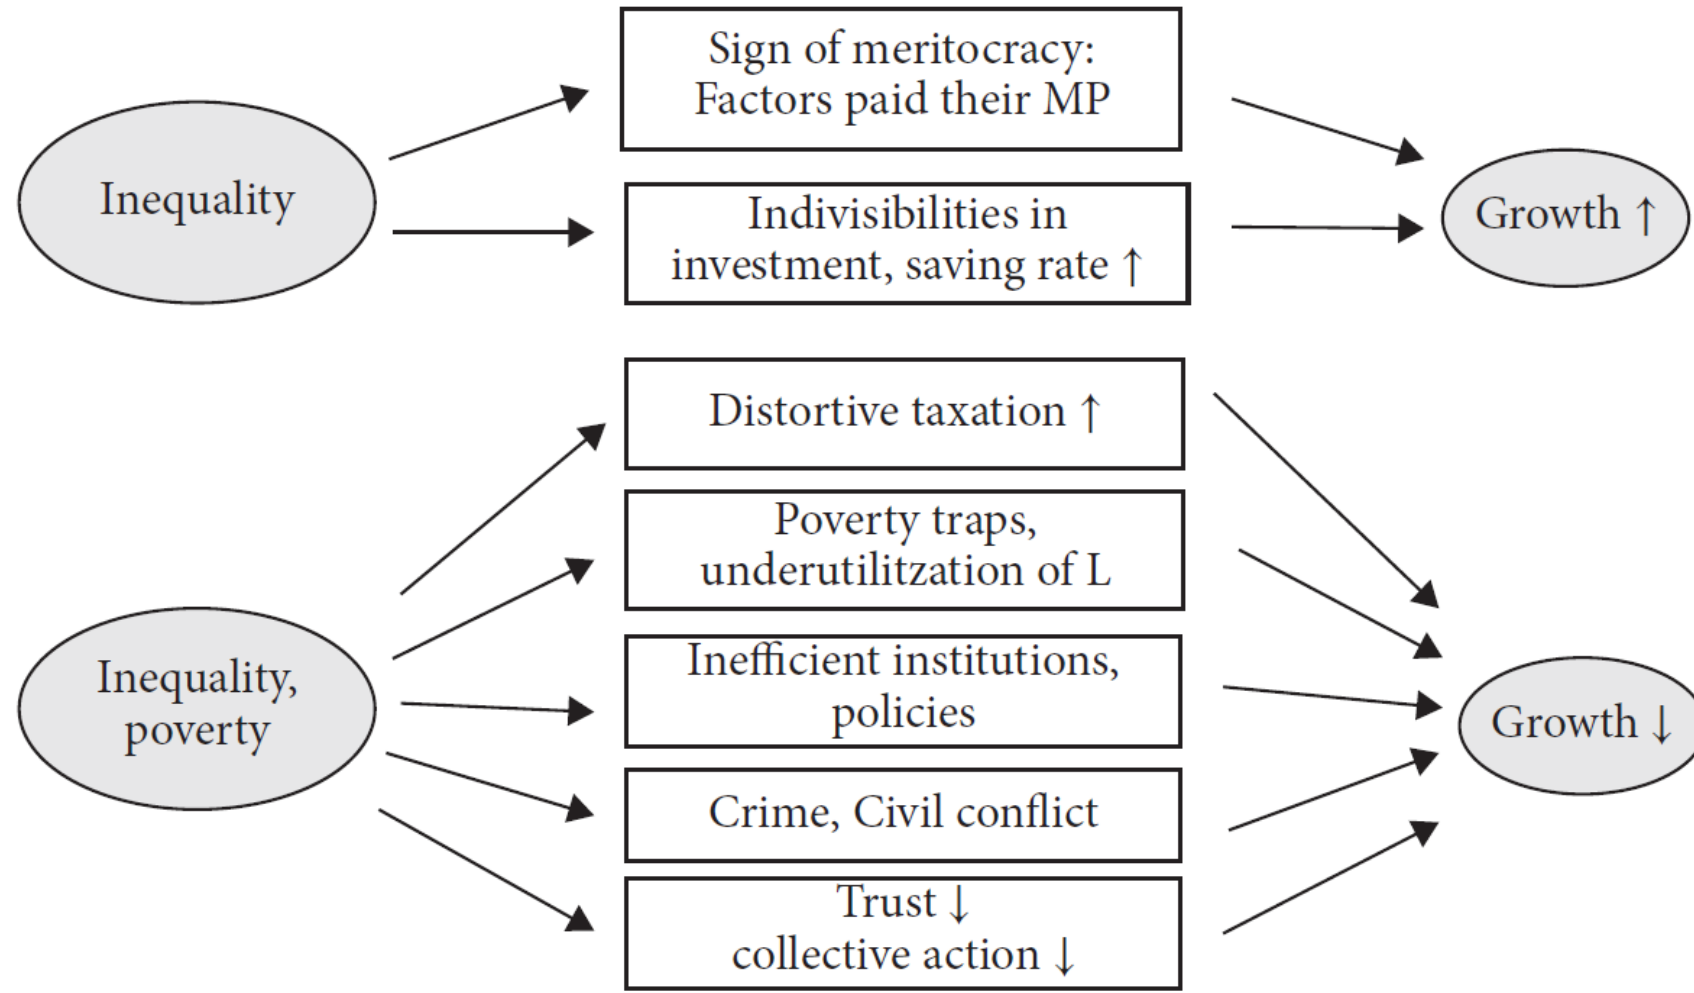 Sign of meritocracy:
Factors paid their MP
Inequality
Indivisibilities in
investment, saving rate ↑
Growth ↑
Distortive taxation ↑
Poverty traps,
underutilitzation of L
Inequality,
poverty
Inefficient institutions,
policies
Growth ↓
Crime, Civil conflict
Trust ↓
collective action ↓